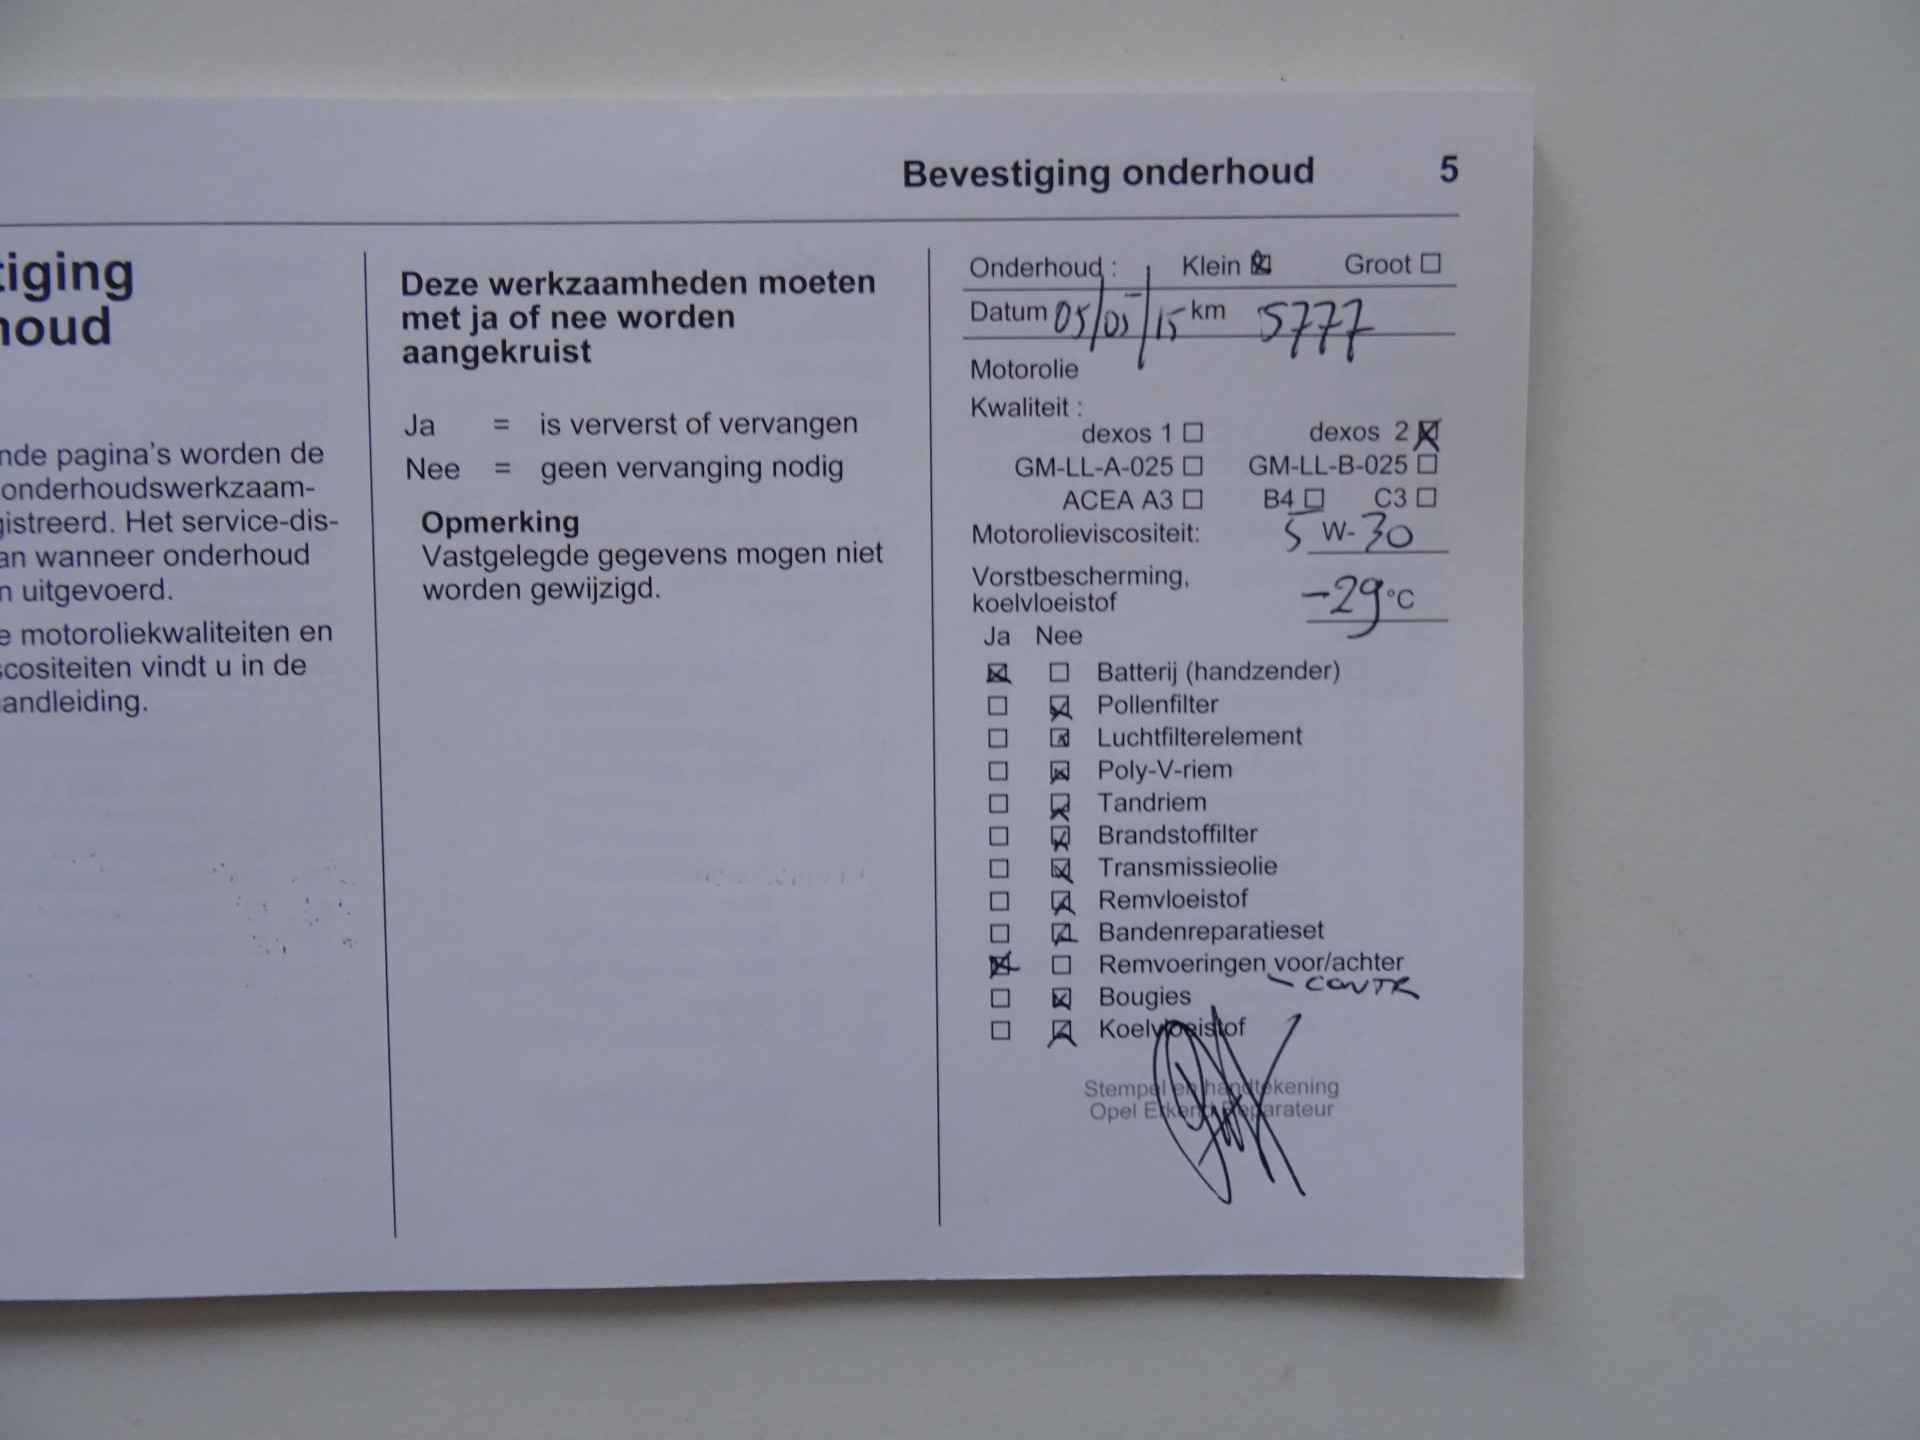 Bevestiging onderhoud 5
tiging
houd
nde pagina's worden de
onderhoudswerkzaam-
gistreerd. Het service-dis-
an wanneer onderhoud
n uitgevoerd.
e motoroliekwaliteiten en
scositeiten vindt u in de
andleiding.
Deze werkzaamheden moeten
met ja of nee worden
aangekruist
Ja = is ververst of vervangen
Nee = geen vervanging nodig
Opmerking
Vastgelegde gegevens mogen niet
worden gewijzigd.
Onderhoud : Klein ☒ Groot ☐
Datum 05/05/15 km 5777
Motorolie
Kwaliteit :
dexos 1 ☐ dexos 2 ☒
GM-LL-A-025 ☐ GM-LL-B-025 ☐
ACEA A3 ☐ B4 ☐ C3 ☐
Motorolieviscositeit: 5 W- 30
Vorstbescherming,
koelvloeistof -29 °C
Ja Nee
☒ ☐ Batterij (handzender)
☐ ☒ Pollenfilter
☐ ☒ Luchtfilterelement
☐ ☒ Poly-V-riem
☐ ☒ Tandriem
☐ ☒ Brandstoffilter
☐ ☒ Transmissieolie
☐ ☒ Remvloeistof
☐ ☒ Bandenreparatieset
☒ ☐ Remvoeringen voor/achter
- CONTR
☐ ☒ Bougies
☐ ☒ Koelvloeistof
Stempel en handtekening
Opel Erkend Reparateur